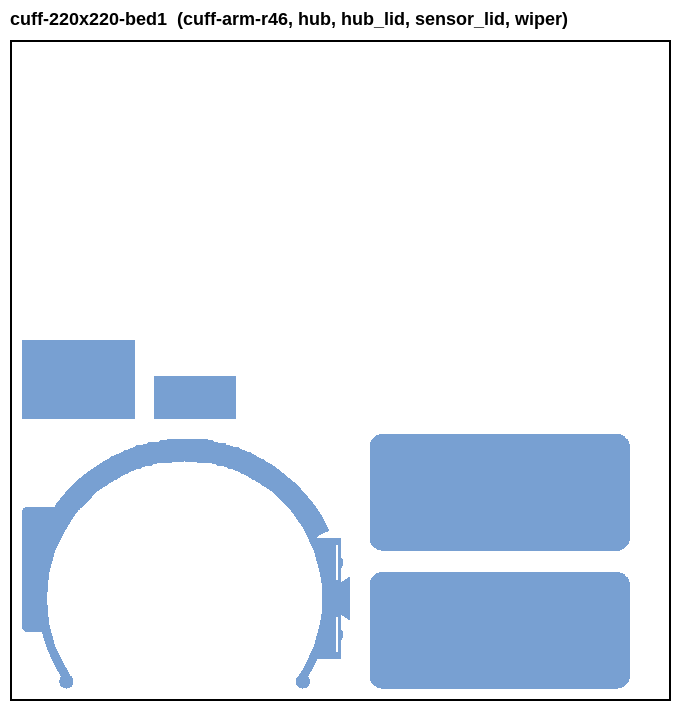 cuff-220x220-bed1  (cuff-arm-r46, hub, hub_lid, sensor_lid, wiper)